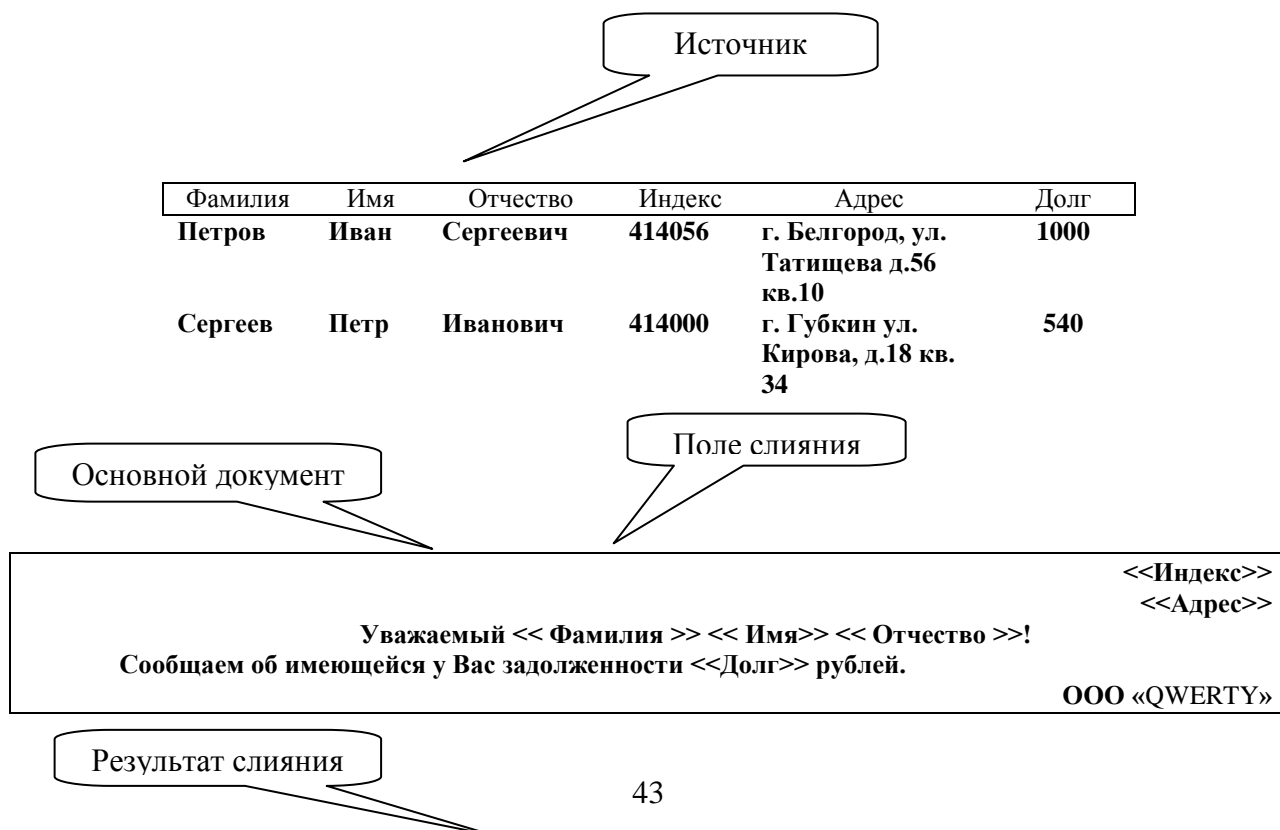 Источник
Фамилия Имя Отчество Индекс Адрес Долг
Петров Иван Сергеевич 414056 г. Белгород, ул. 1000
Татищева д.56
кв.10
Сергеев Петр Иванович 414000 г. Губкин ул. 540
Кирова, д.18 кв.
34
Поле слияния
Основной документ
<<Индекс>>
<<Адрес>>
Уважаемый << Фамилия >> << Имя>> << Отчество >>!
Сообщаем об имеющейся у Вас задолженности <<Долг>> рублей.
ООО «QWERTY»
Результат слияния
43